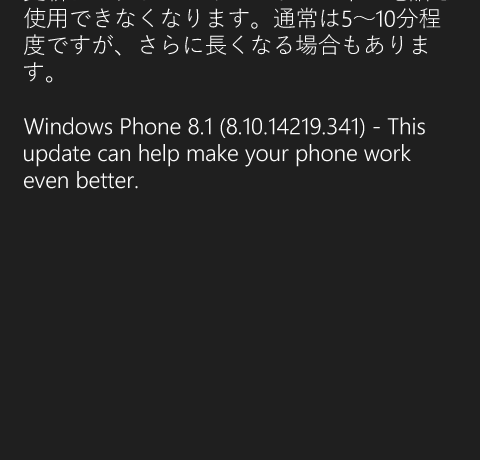 使用できなくなります。通常は5～10分程
度ですが、さらに長くなる場合もありま
す。
Windows Phone 8.1 (8.10.14219.341) - This
update can help make your phone work
even better.